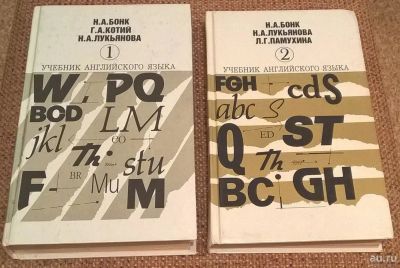 Н.А.БОНК
Г.А.КОТИЙ
Н.А.ЛУКЬЯНОВА
1
УЧЕБНИК АНГЛИЙСКОГО ЯЗЫКА
W PQ
BOD
LM
jkl
EO
Th
stu
BR
F-
Mu
M
Н.А.БОНК
Н.А.ЛУКЬЯНОВА
Л.Г.ПАМУХИНА
2
УЧЕБНИК АНГЛИЙСКОГО ЯЗЫКА
FGH
cdS
abc
S
ED
ST
Q
Th
BC
GH
au.ru